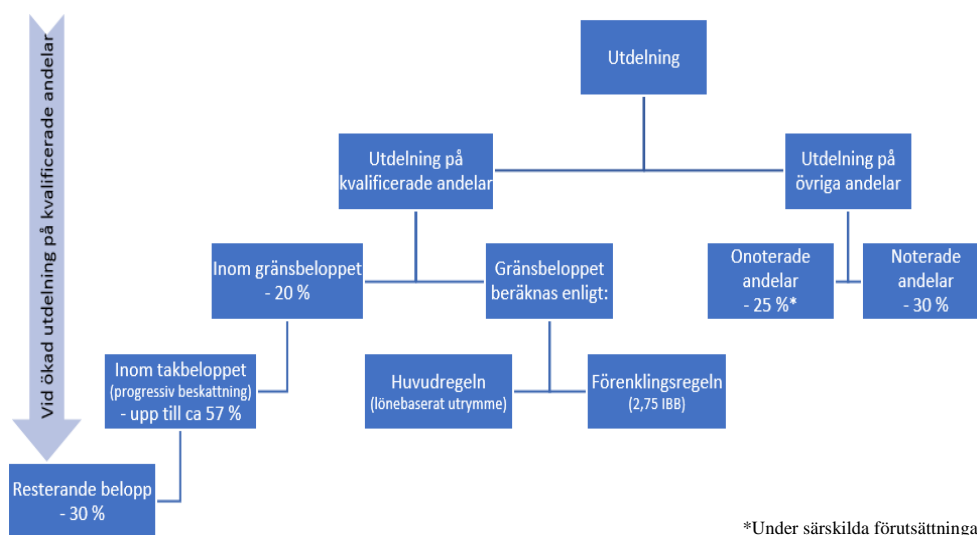 Vid ökad utdelning på kvalificerade andelar
Utdelning
Utdelning på
kvalificerade andelar
Utdelning på
övriga andelar
Inom gränsbeloppet
- 20 %
Gränsbeloppet
beräknas enligt:
Onoterade
andelar
- 25 %*
Noterade
andelar
- 30 %
Inom takbeloppet
(progressiv beskattning)
- upp till ca 57 %
Huvudregeln
(lönebaserat utrymme)
Förenklingsregeln
(2,75 IBB)
Resterande belopp
- 30 %
*Under särskilda förutsättninga